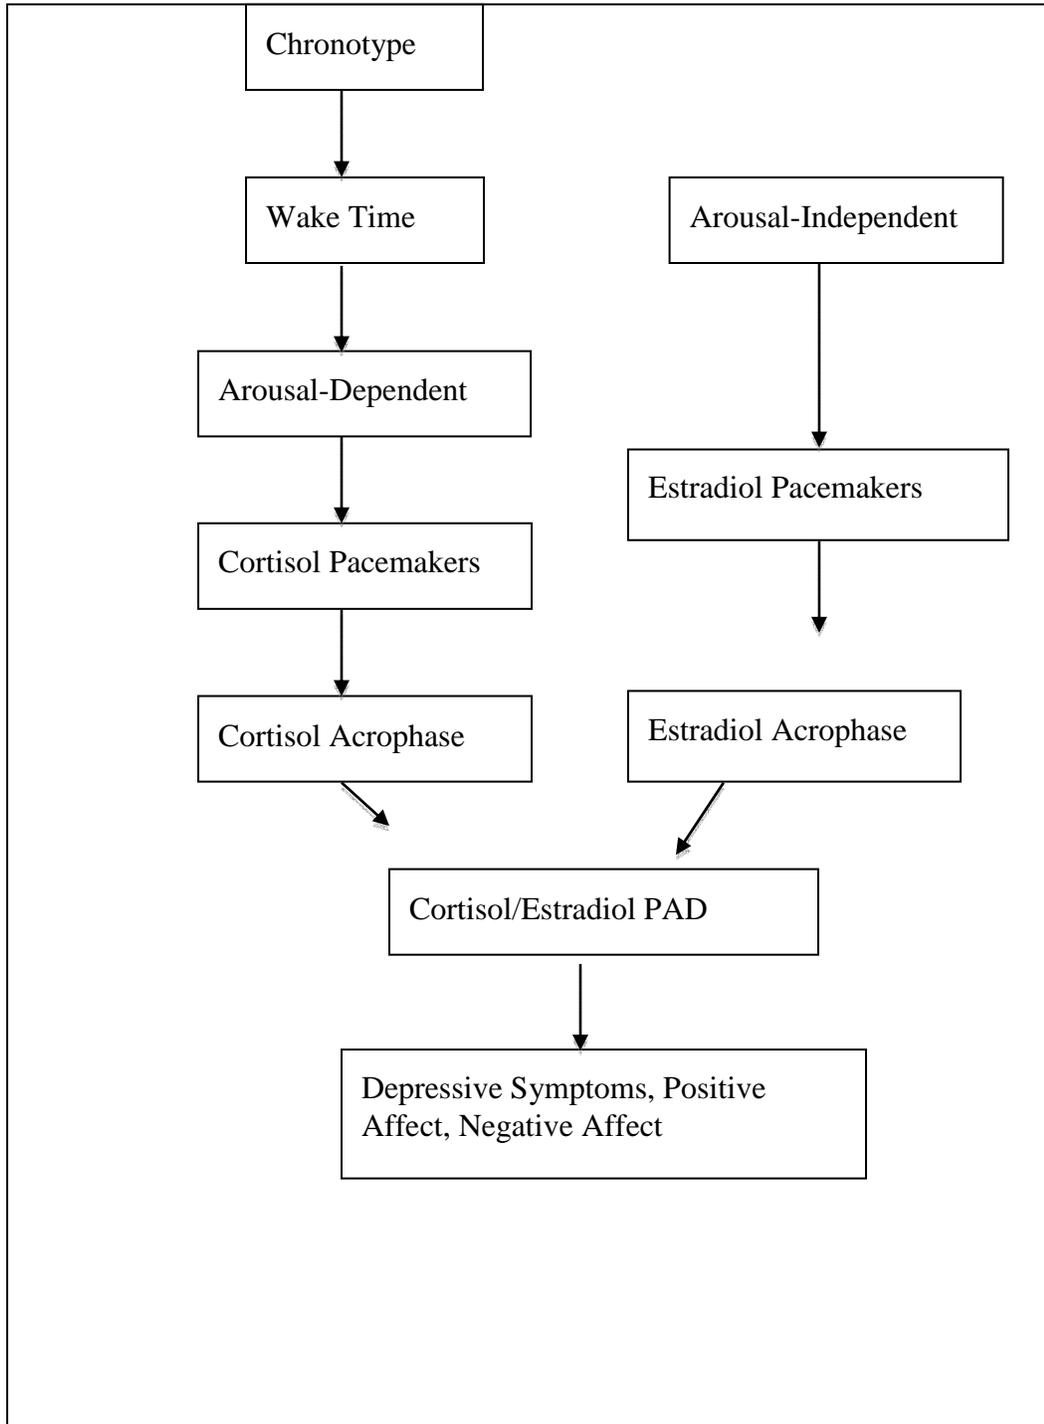 Chronotype
Wake Time
Arousal-Independent
Arousal-Dependent
Estradiol Pacemakers
Cortisol Pacemakers
Cortisol Acrophase
Estradiol Acrophase
Cortisol/Estradiol PAD
Depressive Symptoms, Positive
Affect, Negative Affect